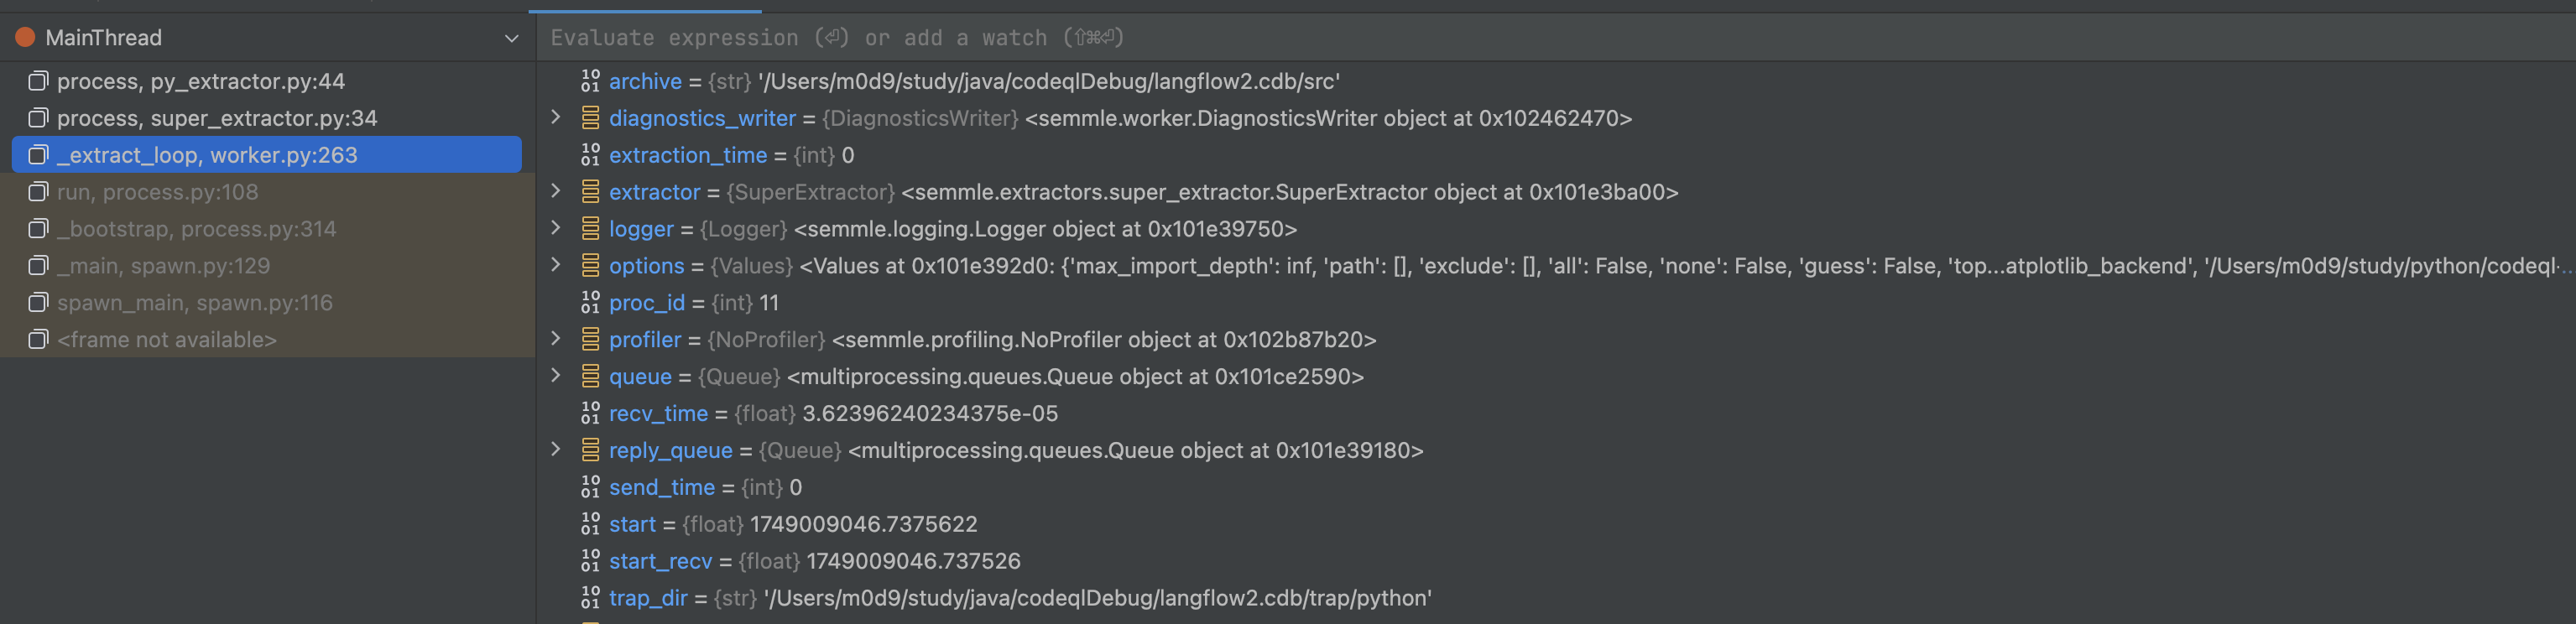 MainThread
Evaluate expression (⏎) or add a watch (⇧⌘⏎)
process, py_extractor.py:44
process, super_extractor.py:34
_extract_loop, worker.py:263
run, process.py:108
_bootstrap, process.py:314
_main, spawn.py:129
spawn_main, spawn.py:116
<frame not available>
archive = {str} '/Users/m0d9/study/java/codeqlDebug/langflow2.cdb/src'
diagnostics_writer = {DiagnosticsWriter} <semmle.worker.DiagnosticsWriter object at 0x102462470>
extraction_time = {int} 0
extractor = {SuperExtractor} <semmle.extractors.super_extractor.SuperExtractor object at 0x101e3ba00>
logger = {Logger} <semmle.logging.Logger object at 0x101e39750>
options = {Values} <Values at 0x101e392d0: {'max_import_depth': inf, 'path': [], 'exclude': [], 'all': False, 'none': False, 'guess': False, 'top...atplotlib_backend', '/Users/m0d9/study/python/codeql-...
proc_id = {int} 11
profiler = {NoProfiler} <semmle.profiling.NoProfiler object at 0x102b87b20>
queue = {Queue} <multiprocessing.queues.Queue object at 0x101ce2590>
recv_time = {float} 3.62396240234375e-05
reply_queue = {Queue} <multiprocessing.queues.Queue object at 0x101e39180>
send_time = {int} 0
start = {float} 1749009046.7375622
start_recv = {float} 1749009046.737526
trap_dir = {str} '/Users/m0d9/study/java/codeqlDebug/langflow2.cdb/trap/python'